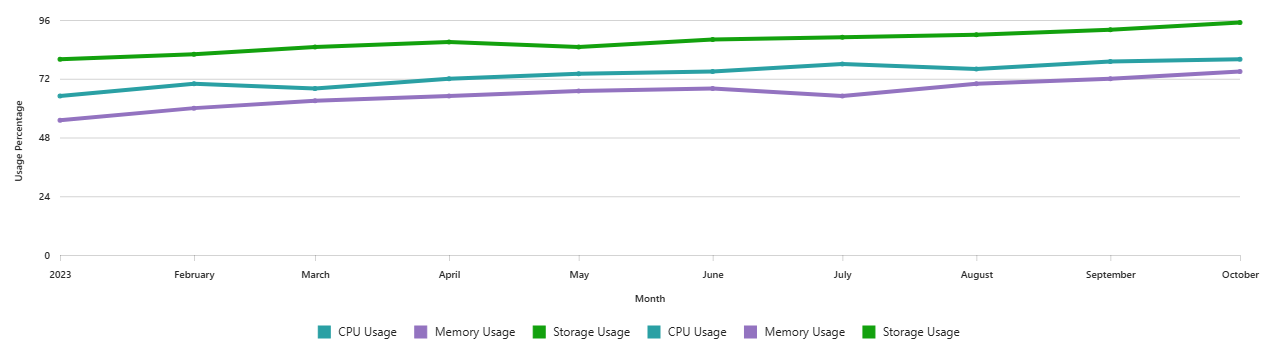 96
72
48
24
0
Usage Percentage
2023 February March April May June July August September October
Month
CPU Usage Memory Usage Storage Usage CPU Usage Memory Usage Storage Usage